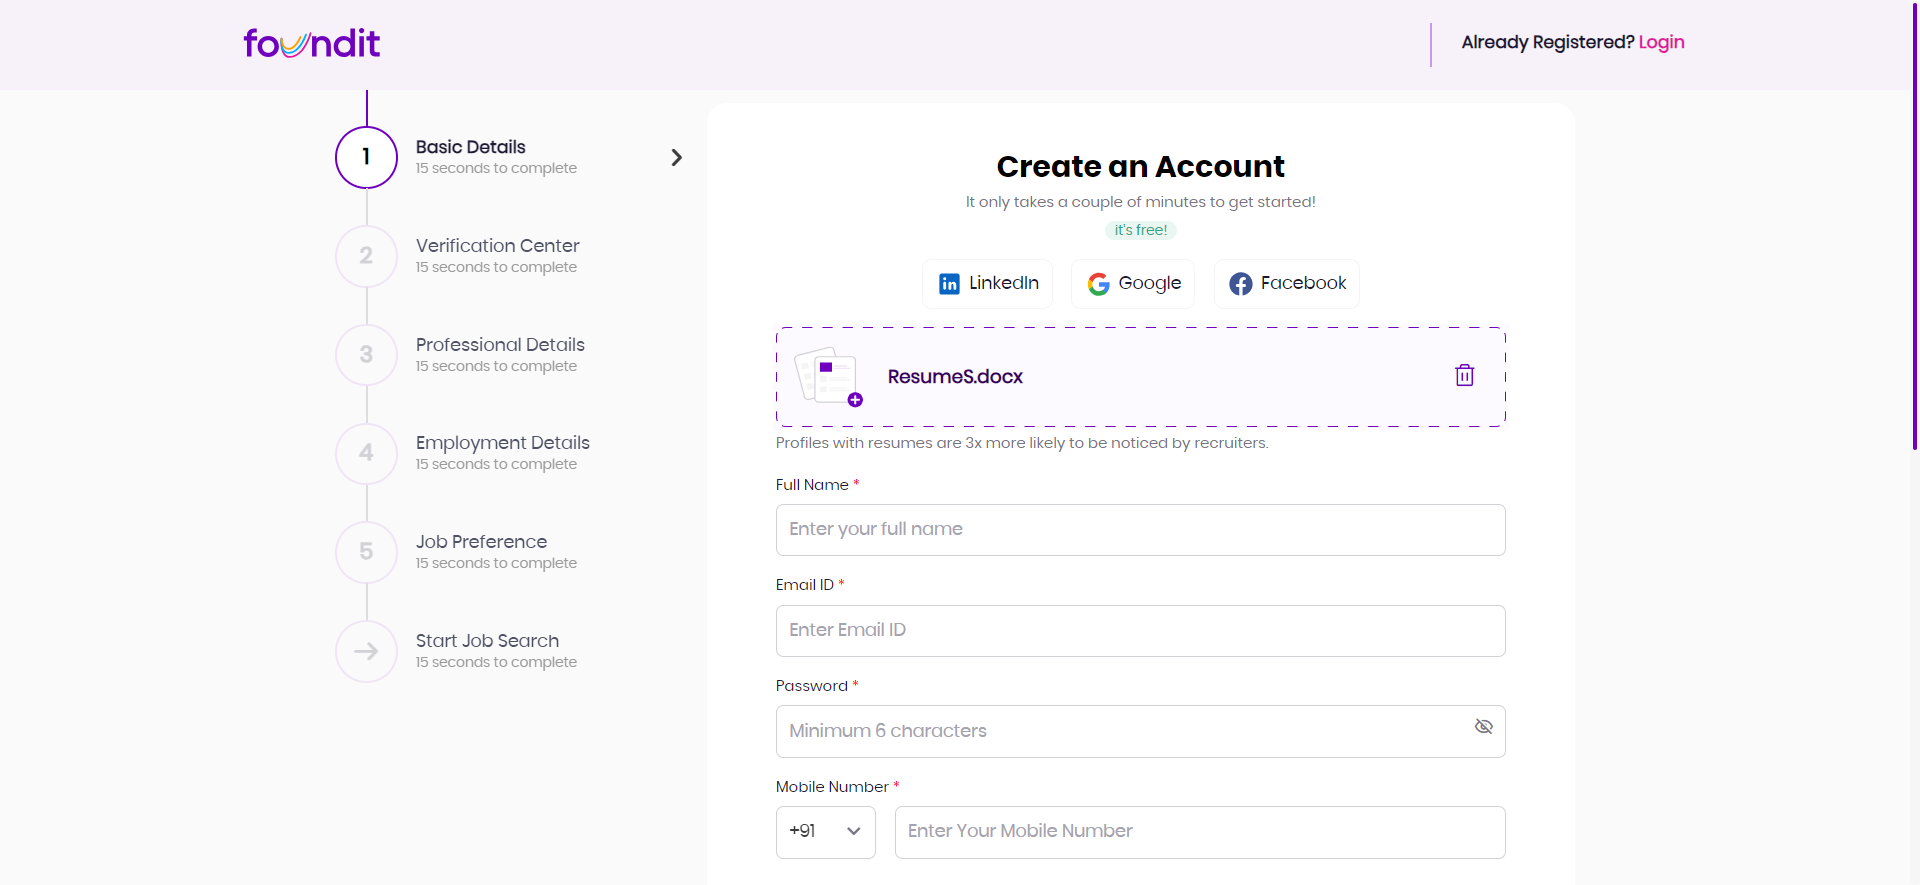 foundit
Already Registered? Login
1
Basic Details
15 seconds to complete
2
Verification Center
15 seconds to complete
3
Professional Details
15 seconds to complete
4
Employment Details
15 seconds to complete
5
Job Preference
15 seconds to complete
Start Job Search
15 seconds to complete
Create an Account
It only takes a couple of minutes to get started!
it's free!
LinkedIn
Google
Facebook
ResumeS.docx
Profiles with resumes are 3x more likely to be noticed by recruiters.
Full Name *
Enter your full name
Email ID *
Enter Email ID
Password *
Minimum 6 characters
Mobile Number *
+91
Enter Your Mobile Number